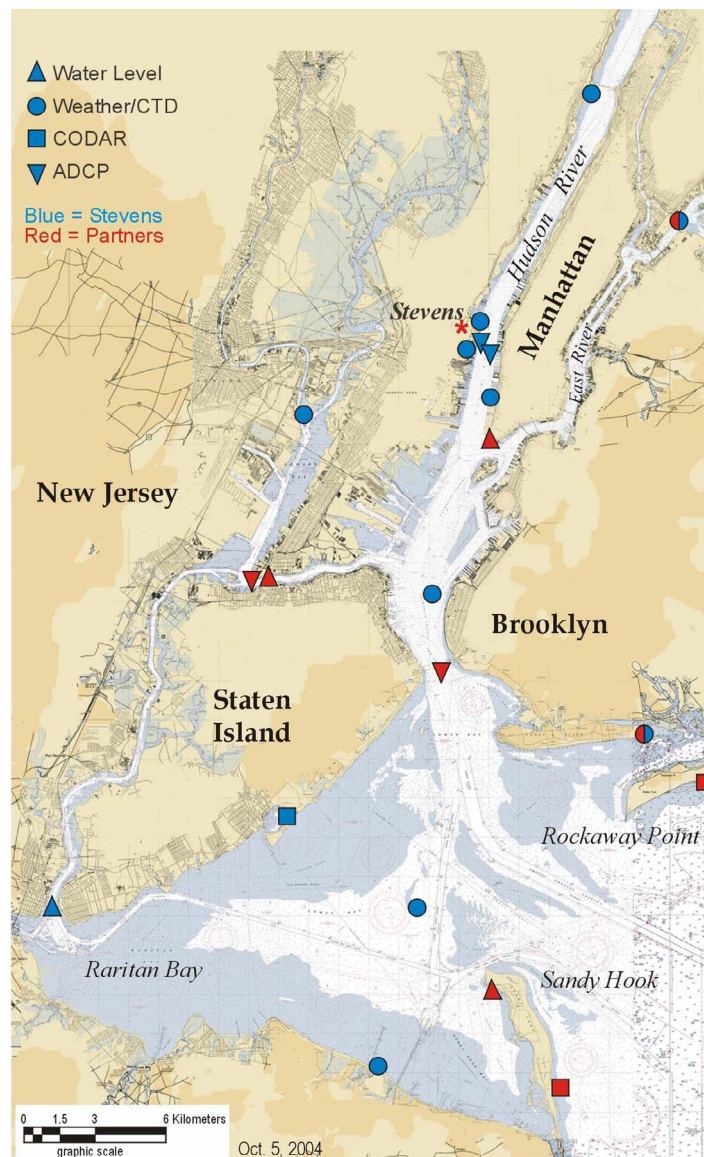 Water Level
Weather/CTD
CODAR
ADCP
Blue = Stevens
Red = Partners
Hudson River
Manhattan
Stevens
*
East River
New Jersey
Brooklyn
Staten
Island
Rockaway Point
Raritan Bay
Sandy Hook
0 1.5 3 6 Kilometers
graphic scale
Oct. 5, 2004